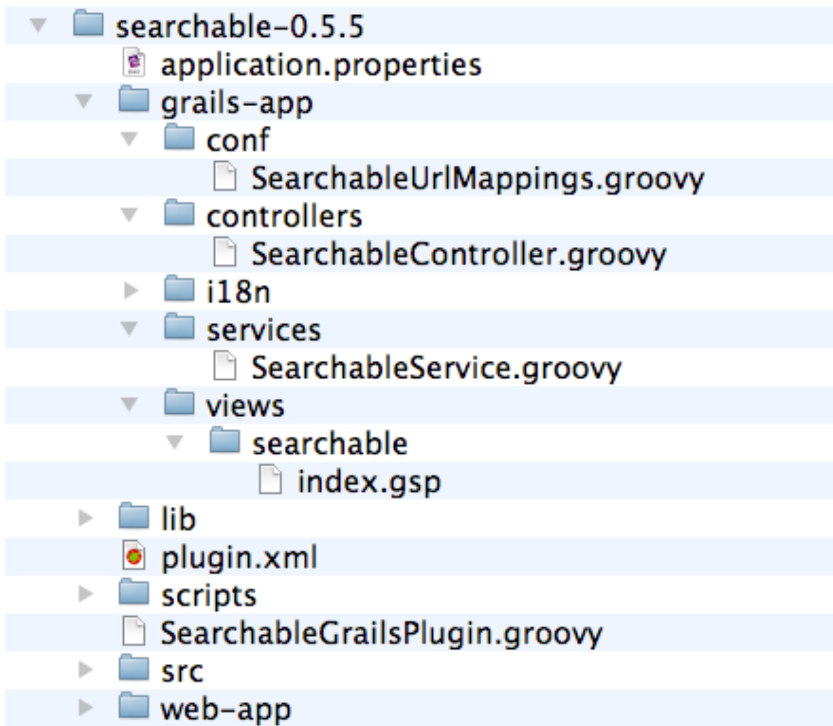 searchable-0.5.5
application.properties
grails-app
conf
SearchableUrlMappings.groovy
controllers
SearchableController.groovy
i18n
services
SearchableService.groovy
views
searchable
index.gsp
lib
plugin.xml
scripts
SearchableGrailsPlugin.groovy
src
web-app